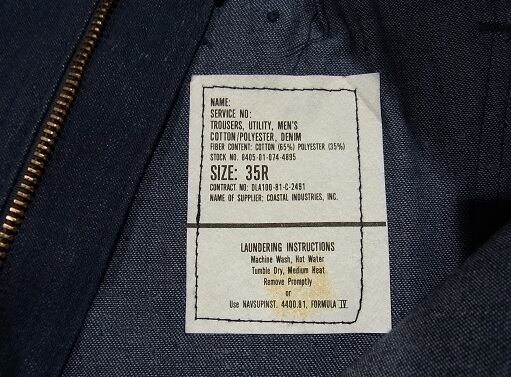 NAME:
SERVICE NO:
TROUSERS, UTILITY, MEN'S
COTTON/POLYESTER, DENIM
FIBER CONTENT: COTTON (65%) POLYESTER (35%)
STOCK NO. 8405-01-074-4895
SIZE: 35R
CONTRACT NO: DLA100-81-C-2491
NAME OF SUPPLIER: COASTAL INDUSTRIES, INC.
LAUNDERING INSTRUCTIONS
Machine Wash, Hot Water
Tumble Dry, Medium Heat
Remove Promptly
or
Use NAVSUPINST. 4400.81, FORMULA IV